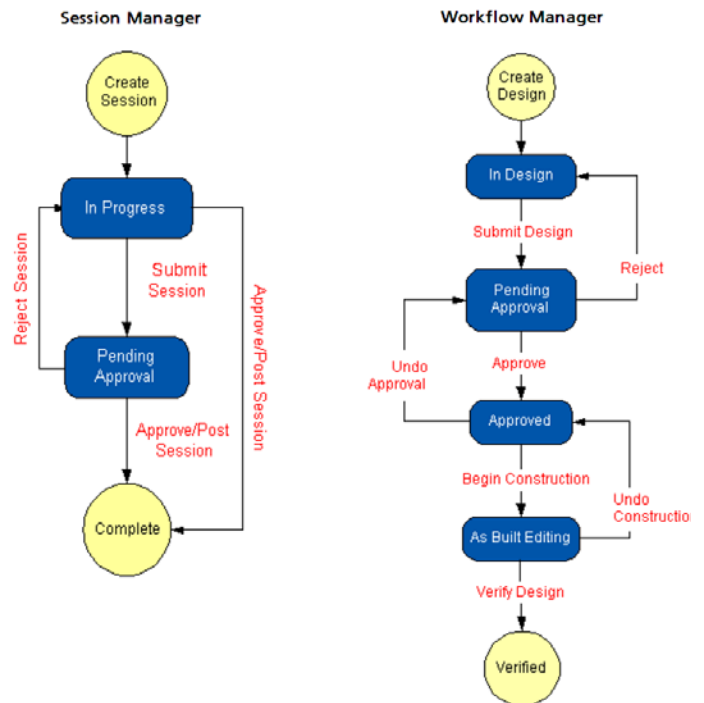 Session Manager
Create
Session
In Progress
Reject Session
Submit
Session
Approve/Post Session
Pending
Approval
Approve/Post
Session
Complete
Workflow Manager
Create
Design
In Design
Submit Design
Reject
Pending
Approval
Undo
Approval
Approve
Approved
Begin Construction
Undo
Constructio
As Built Editing
Verify Design
Verified